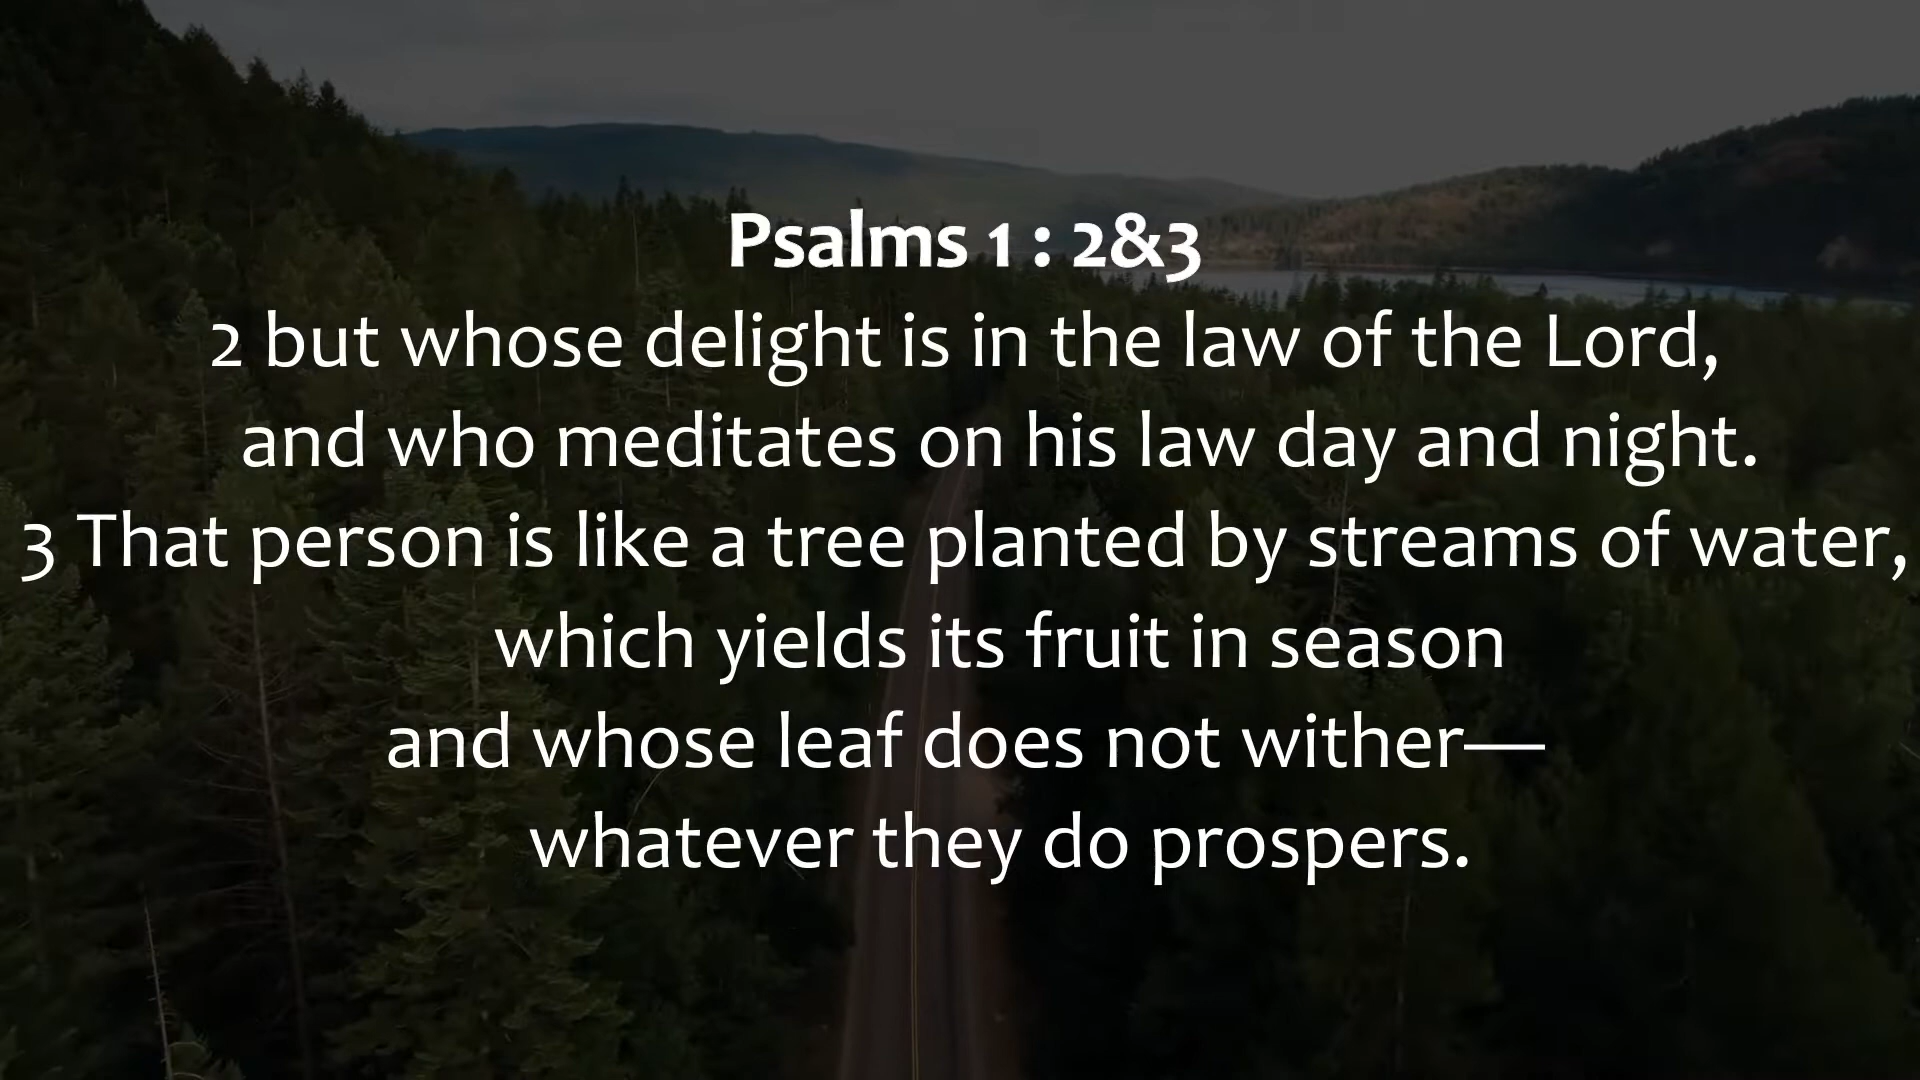 Psalms 1 : 2&3
2 but whose delight is in the law of the Lord,
and who meditates on his law day and night.
3 That person is like a tree planted by streams of water,
which yields its fruit in season
and whose leaf does not wither—
whatever they do prospers.